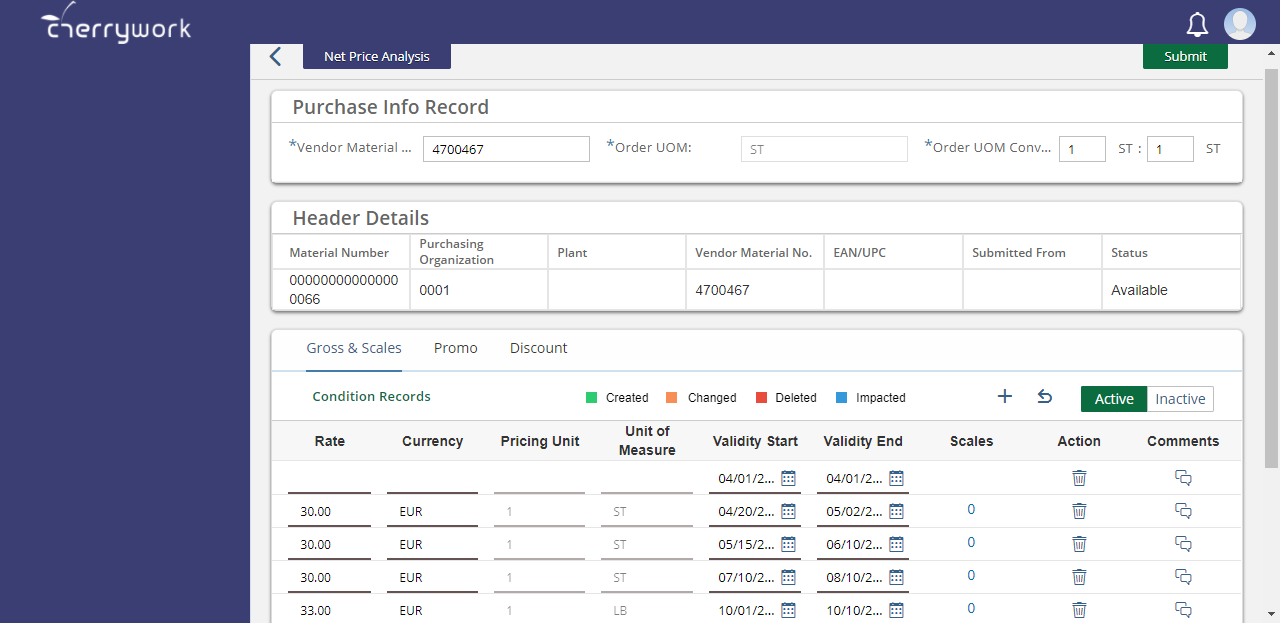 cherrywork
Net Price Analysis
Submit
Purchase Info Record
*Vendor Material ... 4700467 *Order UOM: ST *Order UOM Conv... 1 ST : 1 ST
Header Details
Material Number Purchasing Organization Plant Vendor Material No. EAN/UPC Submitted From Status
00000000000000
0066
0001 4700467 Available
Gross & Scales Promo Discount
Condition Records Created Changed Deleted Impacted Active Inactive
Rate Currency Pricing Unit Unit of Measure Validity Start Validity End Scales Action Comments
04/01/2... 04/01/2...
30.00 EUR 1 ST 04/20/2... 05/02/2... 0
30.00 EUR 1 ST 05/15/2... 06/10/2... 0
30.00 EUR 1 ST 07/10/2... 08/10/2... 0
33.00 EUR 1 LB 10/01/2... 10/10/2... 0